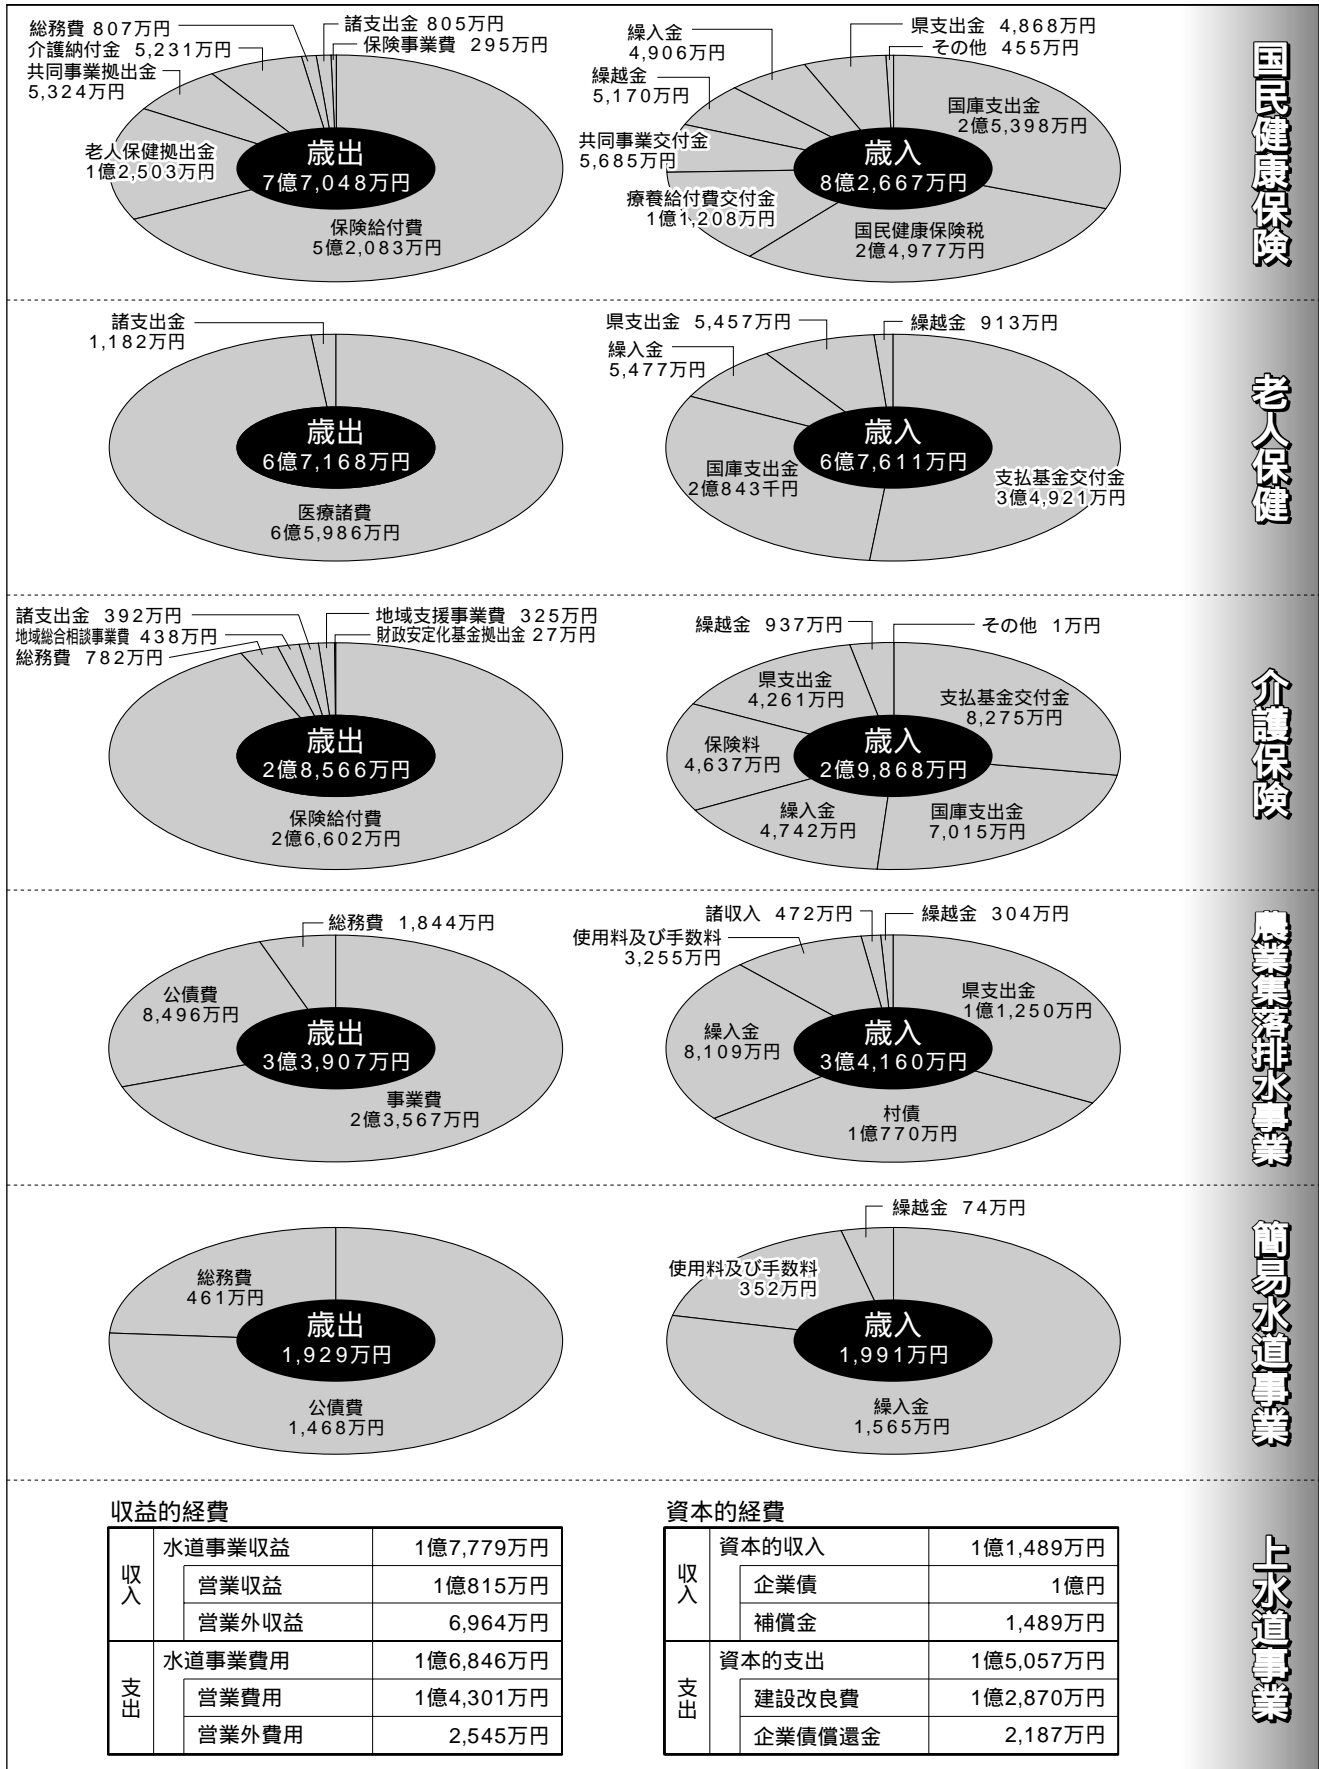 国民健康保険
総務費 807万円
介護納付金 5,231万円
共同事業拠出金
5,324万円
老人保健拠出金
1億2,503万円
諸支出金 805万円
保険事業費 295万円
歳出
7億7,048万円
保険給付費
5億2,083万円
繰入金
4,906万円
繰越金
5,170万円
共同事業交付金
5,685万円
療養給付費交付金
1億1,208万円
県支出金 4,868万円
その他 455万円
国庫支出金
2億5,398万円
歳入
8億2,667万円
国民健康保険税
2億4,977万円
老人保健
諸支出金
1,182万円
歳出
6億7,168万円
医療諸費
6億5,986万円
県支出金 5,457万円
繰入金
5,477万円
繰越金 913万円
歳入
6億7,611万円
国庫支出金
2億843千円
支払基金交付金
3億4,921万円
介護保険
諸支出金 392万円
地域総合相談事業費 438万円
総務費 782万円
地域支援事業費 325万円
財政安定化基金拠出金 27万円
歳出
2億8,566万円
保険給付費
2億6,602万円
繰越金 937万円
その他 1万円
県支出金
4,261万円
支払基金交付金
8,275万円
保険料
4,637万円
歳入
2億9,868万円
繰入金
4,742万円
国庫支出金
7,015万円
農業集落排水事業
総務費 1,844万円
公債費
8,496万円
歳出
3億3,907万円
事業費
2億3,567万円
諸収入 472万円
繰越金 304万円
使用料及び手数料
3,255万円
県支出金
1億1,250万円
繰入金
8,109万円
歳入
3億4,160万円
村債
1億770万円
簡易水道事業
総務費
461万円
歳出
1,929万円
公債費
1,468万円
繰越金 74万円
使用料及び手数料
352万円
歳入
1,991万円
繰入金
1,565万円
上水道事業
収益的経費
収入
水道事業収益 1億7,779万円
営業収益 1億815万円
営業外収益 6,964万円
支出
水道事業費用 1億6,846万円
営業費用 1億4,301万円
営業外費用 2,545万円
資本的経費
収入
資本的収入 1億1,489万円
企業債 1億円
補償金 1,489万円
支出
資本的支出 1億5,057万円
建設改良費 1億2,870万円
企業債償還金 2,187万円